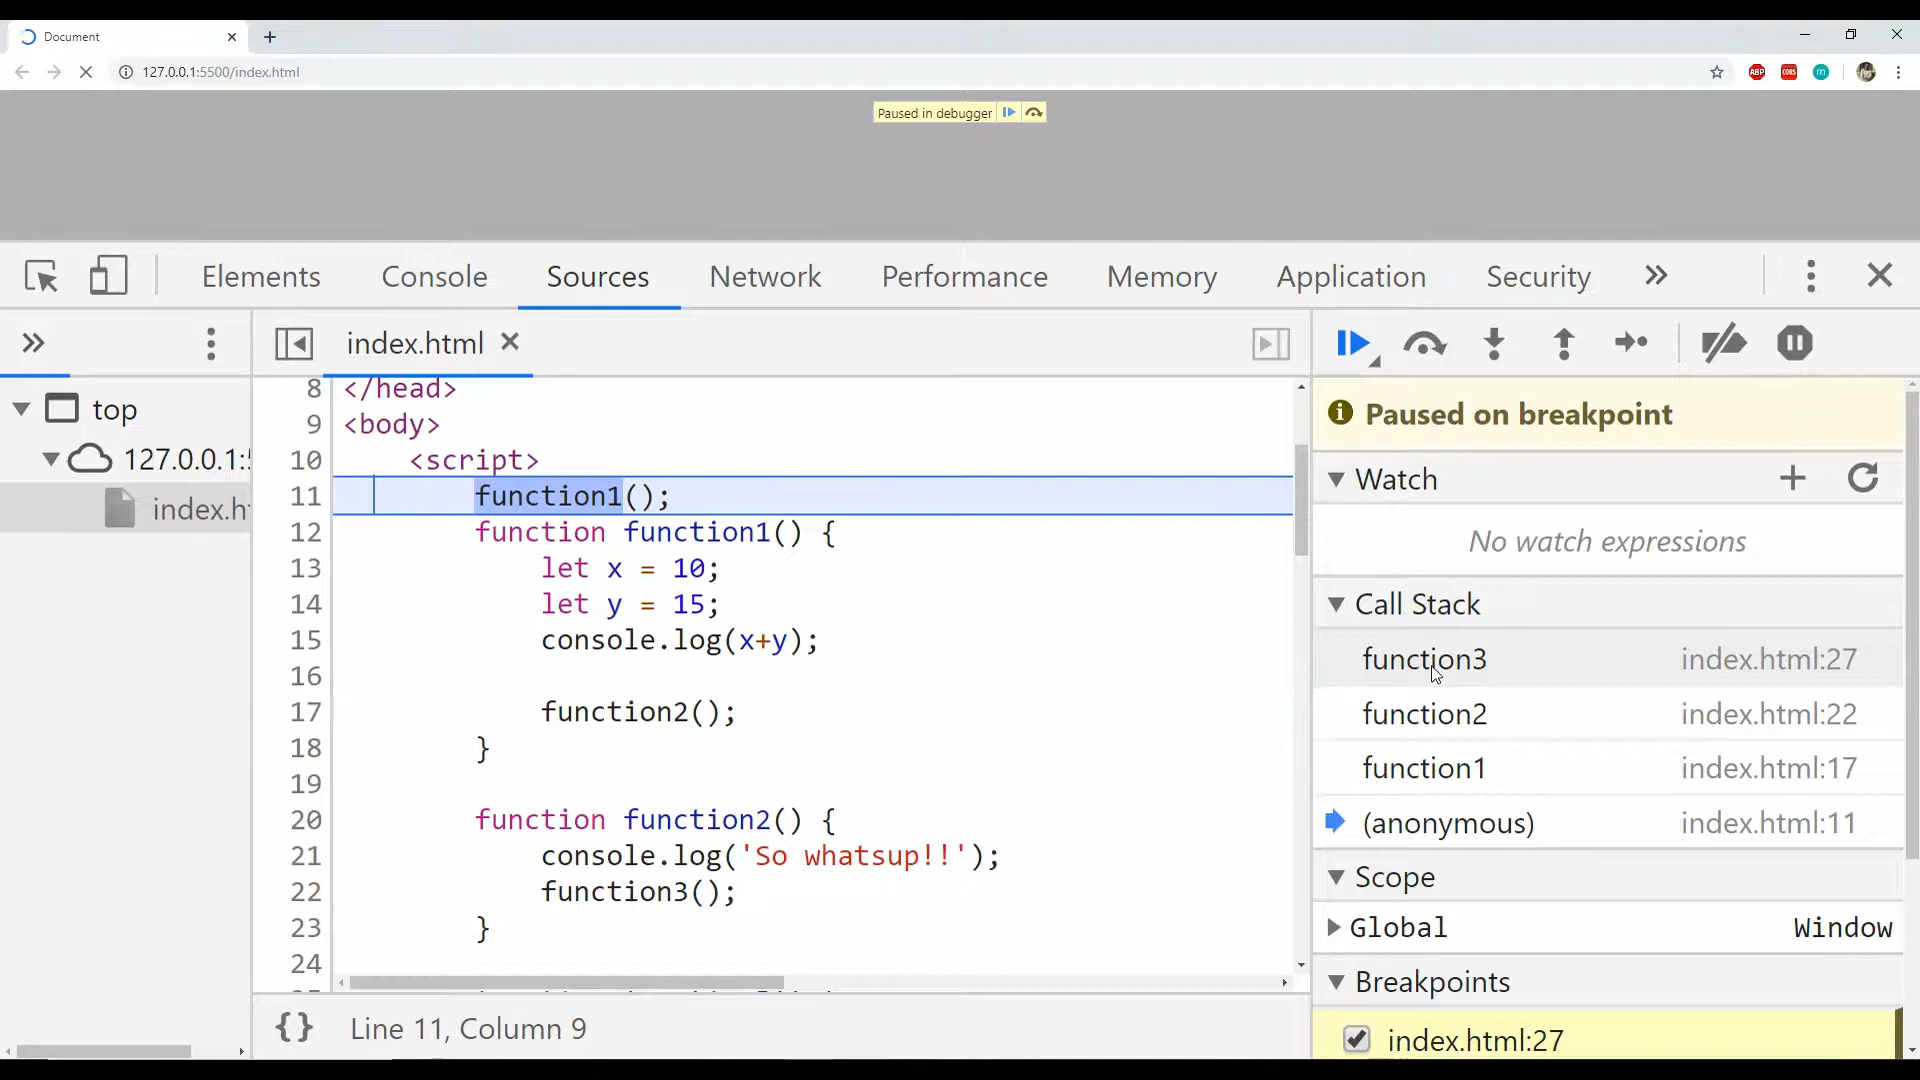 Document
127.0.0.1:5500/index.html
ABP
CORS
m
Paused in debugger
Elements Console Sources Network Performance Memory Application Security
index.html
top
127.0.0.1:
index.h
8 </head>
9 <body>
10 <script>
11 function1();
12 function function1() {
13 let x = 10;
14 let y = 15;
15 console.log(x+y);
16
17 function2();
18 }
19
20 function function2() {
21 console.log('So whatsup!!');
22 function3();
23 }
24
{} Line 11, Column 9
Paused on breakpoint
Watch
No watch expressions
Call Stack
function3 index.html:27
function2 index.html:22
function1 index.html:17
(anonymous) index.html:11
Scope
Global Window
Breakpoints
index.html:27